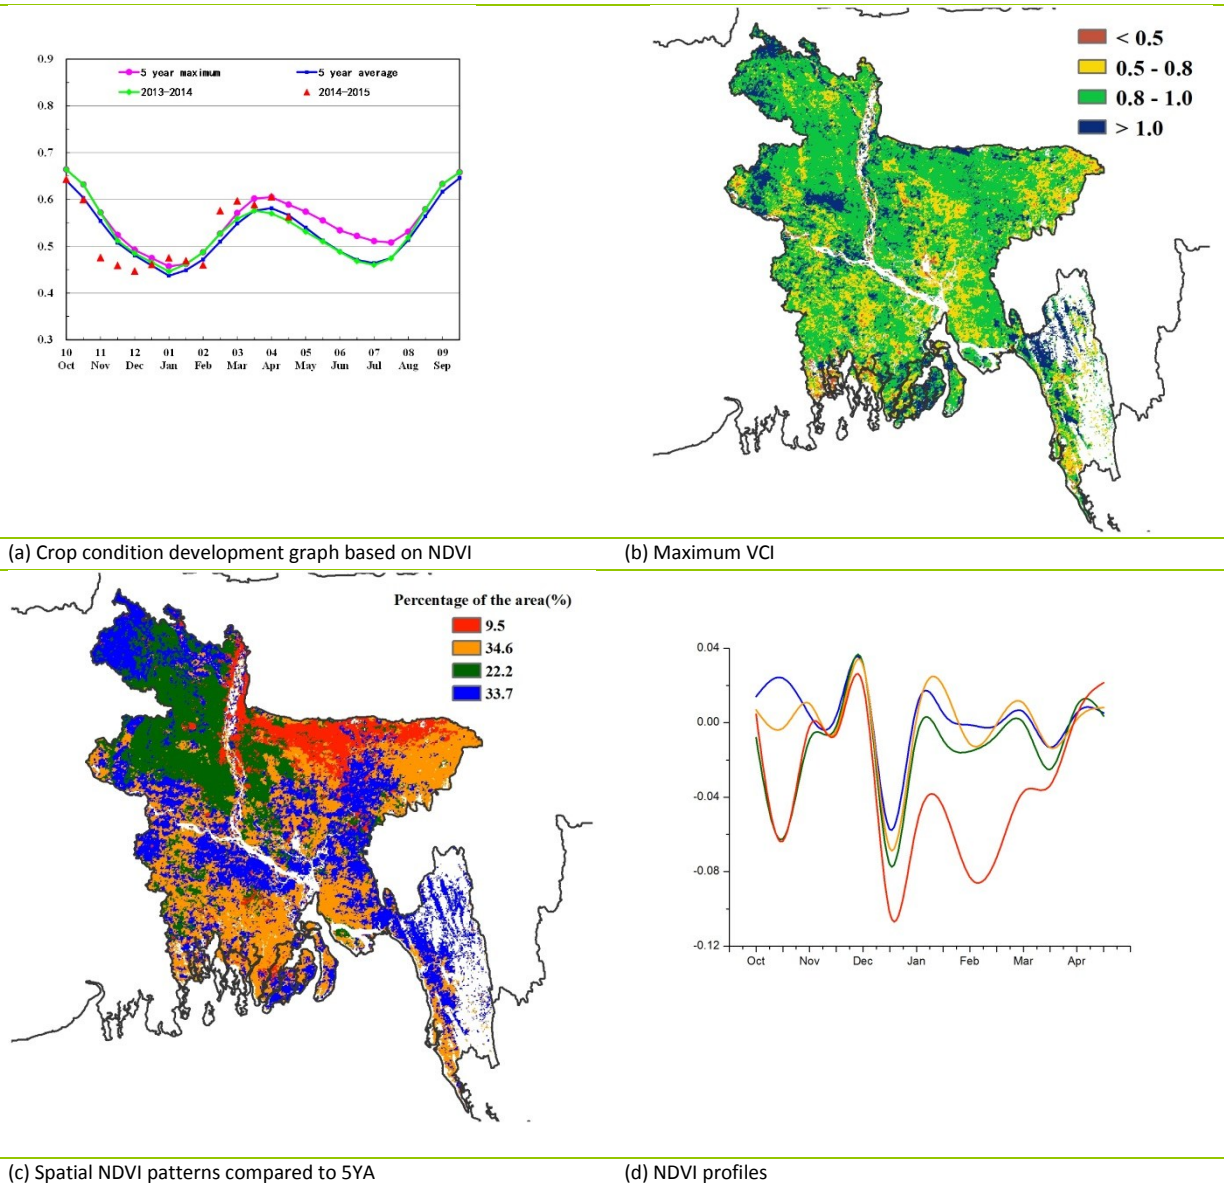 0.9
0.8
0.7
0.6
0.5
0.4
0.3
5 year maximum
5 year average
2013-2014
2014-2015
10 11 12 01 02 03 04 05 06 07 08 09
Oct Nov Dec Jan Feb Mar Apr May Jun Jul Aug Sep
< 0.5
0.5 - 0.8
0.8 - 1.0
> 1.0
(a) Crop condition development graph based on NDVI
(b) Maximum VCI
Percentage of the area(%)
9.5
34.6
22.2
33.7
0.04
0.00
-0.04
-0.08
-0.12
Oct Nov Dec Jan Feb Mar Apr
(c) Spatial NDVI patterns compared to 5YA
(d) NDVI profiles